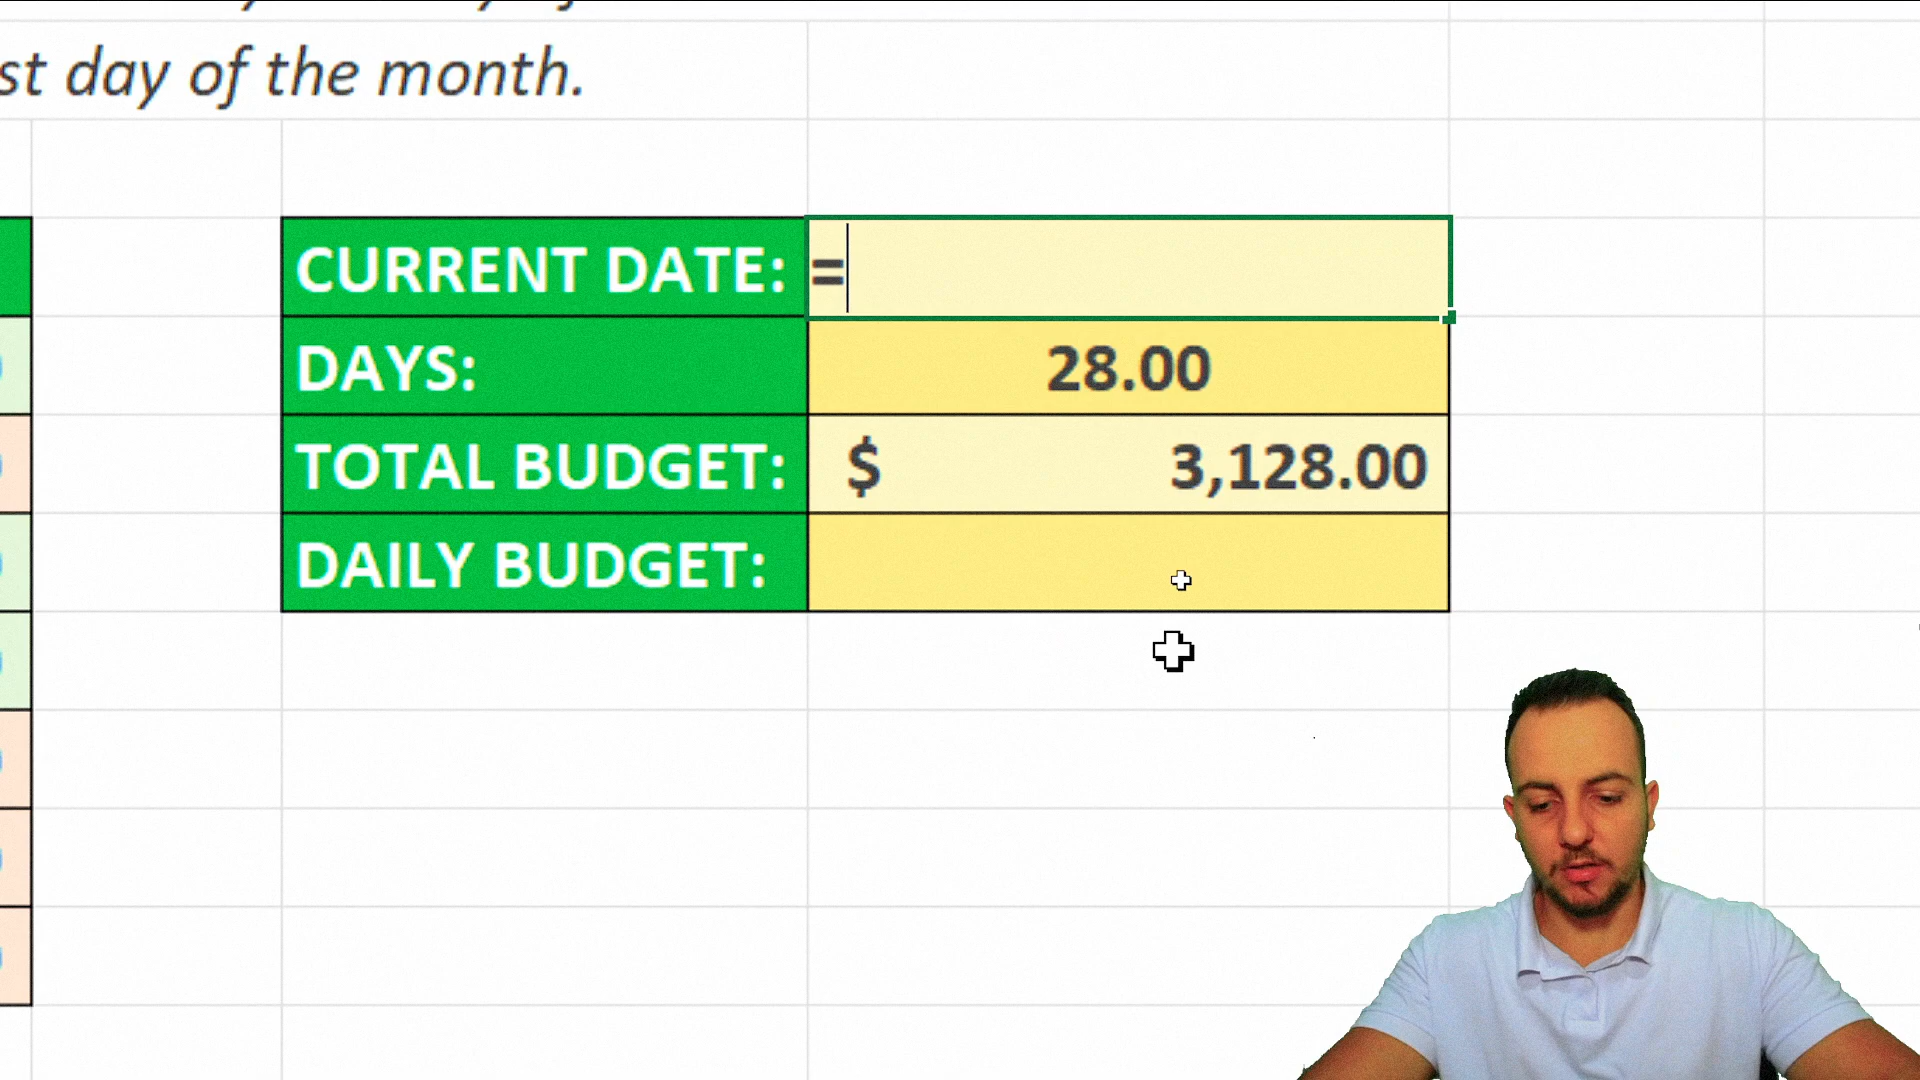 st day of the month.
CURRENT DATE: =
DAYS: 28.00
TOTAL BUDGET: $ 3,128.00
DAILY BUDGET: